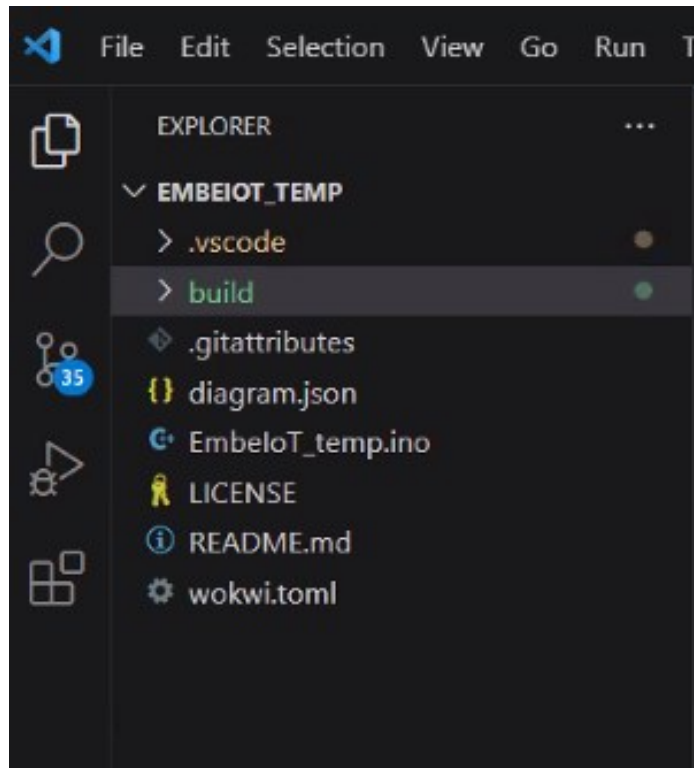 File Edit Selection View Go Run
EXPLORER
EMBEIOT_TEMP
.vscode
build
.gitattributes
35
diagram.json
EmbeIoT_temp.ino
LICENSE
README.md
wokwi.toml